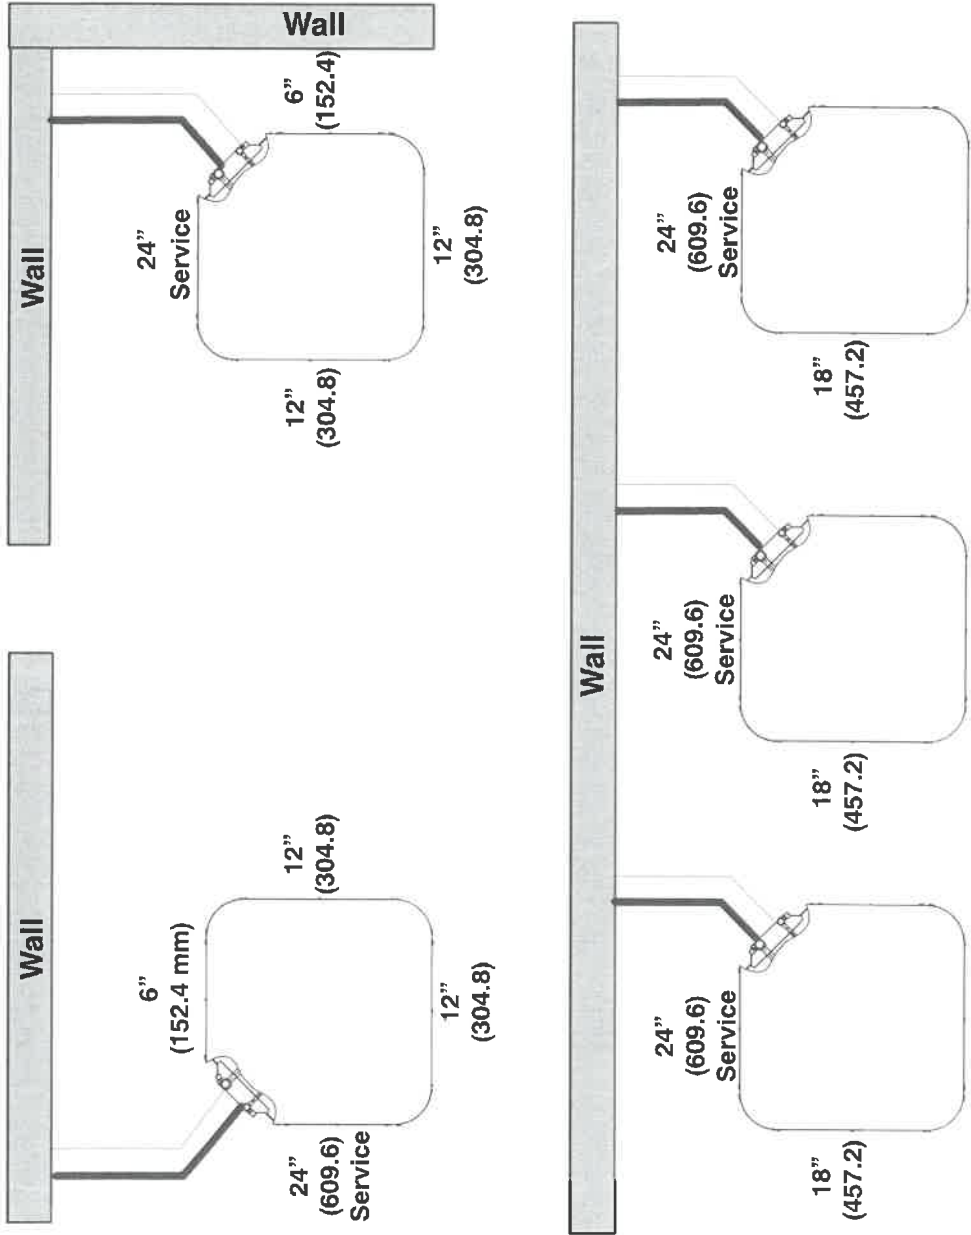 Wall
6”
(152.4 mm)
24”
(609.6)
Service
12”
(304.8)
12”
(304.8)
Wall
Wall
24”
Service
6”
(152.4)
12”
(304.8)
12”
(304.8)
Wall
24”
(609.6)
Service
18”
(457.2)
24”
(609.6)
Service
18”
(457.2)
24”
(609.6)
Service
18”
(457.2)